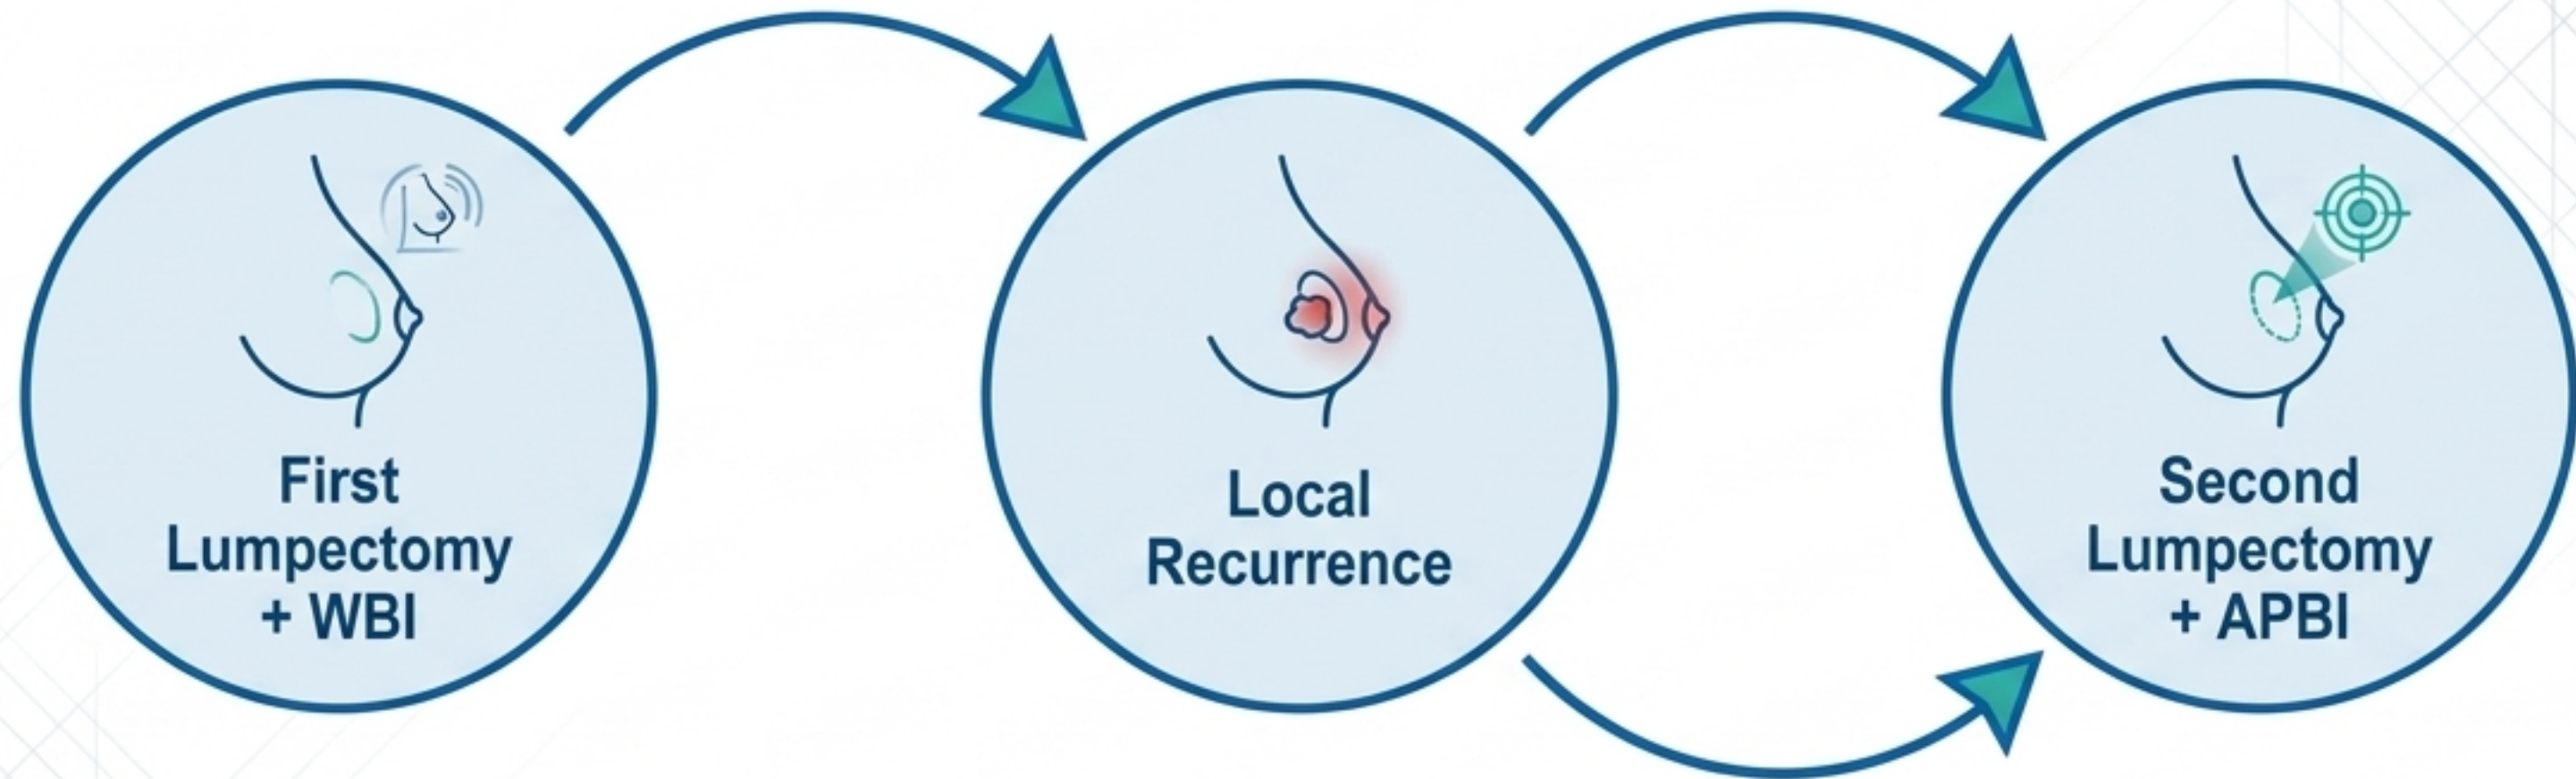 First
Lumpectomy
+ WBI
Local
Recurrence
Second
Lumpectomy
+ APBI